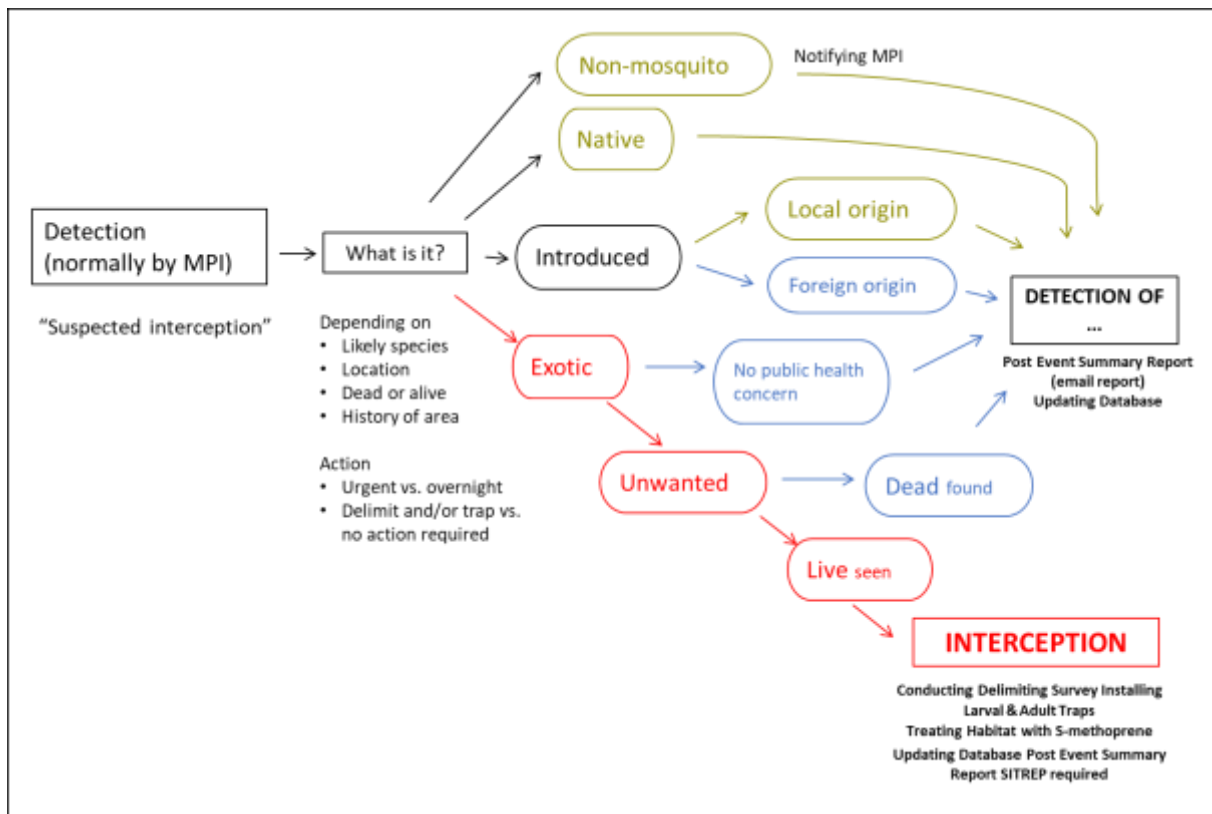 Non-mosquito
Notifying MPI
Native
Detection
(normally by MPI)
What is it?
Introduced
Local origin
Foreign origin
"Suspected interception"
Depending on
• Likely species
• Location
• Dead or alive
• History of area
Action
• Urgent vs. overnight
• Delimit and/or trap vs.
no action required
Exotic
No public health
concern
DETECTION OF
...
Post Event Summary Report
(email report)
Updating Database
Unwanted
Dead found
Live seen
INTERCEPTION
Conducting Delimiting Survey Installing
Larval & Adult Traps
Treating Habitat with S-methoprene
Updating Database Post Event Summary
Report SITREP required